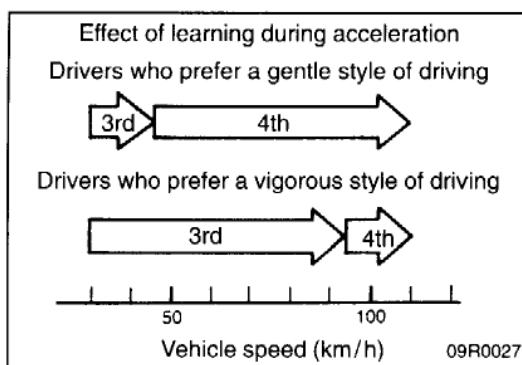 Effect of learning during acceleration
Drivers who prefer a gentle style of driving
3rd 4th
Drivers who prefer a vigorous style of driving
3rd 4th
50 100
Vehicle speed (km/h) 09R0027